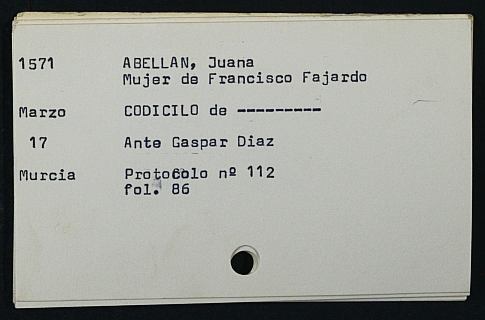 1571 ABELLAN, Juana
Mujer de Francisco Fajardo
Marzo CODICILO de ---------
17 Ante Gaspar Diaz
Murcia Protocolo nº 112
fol. 86